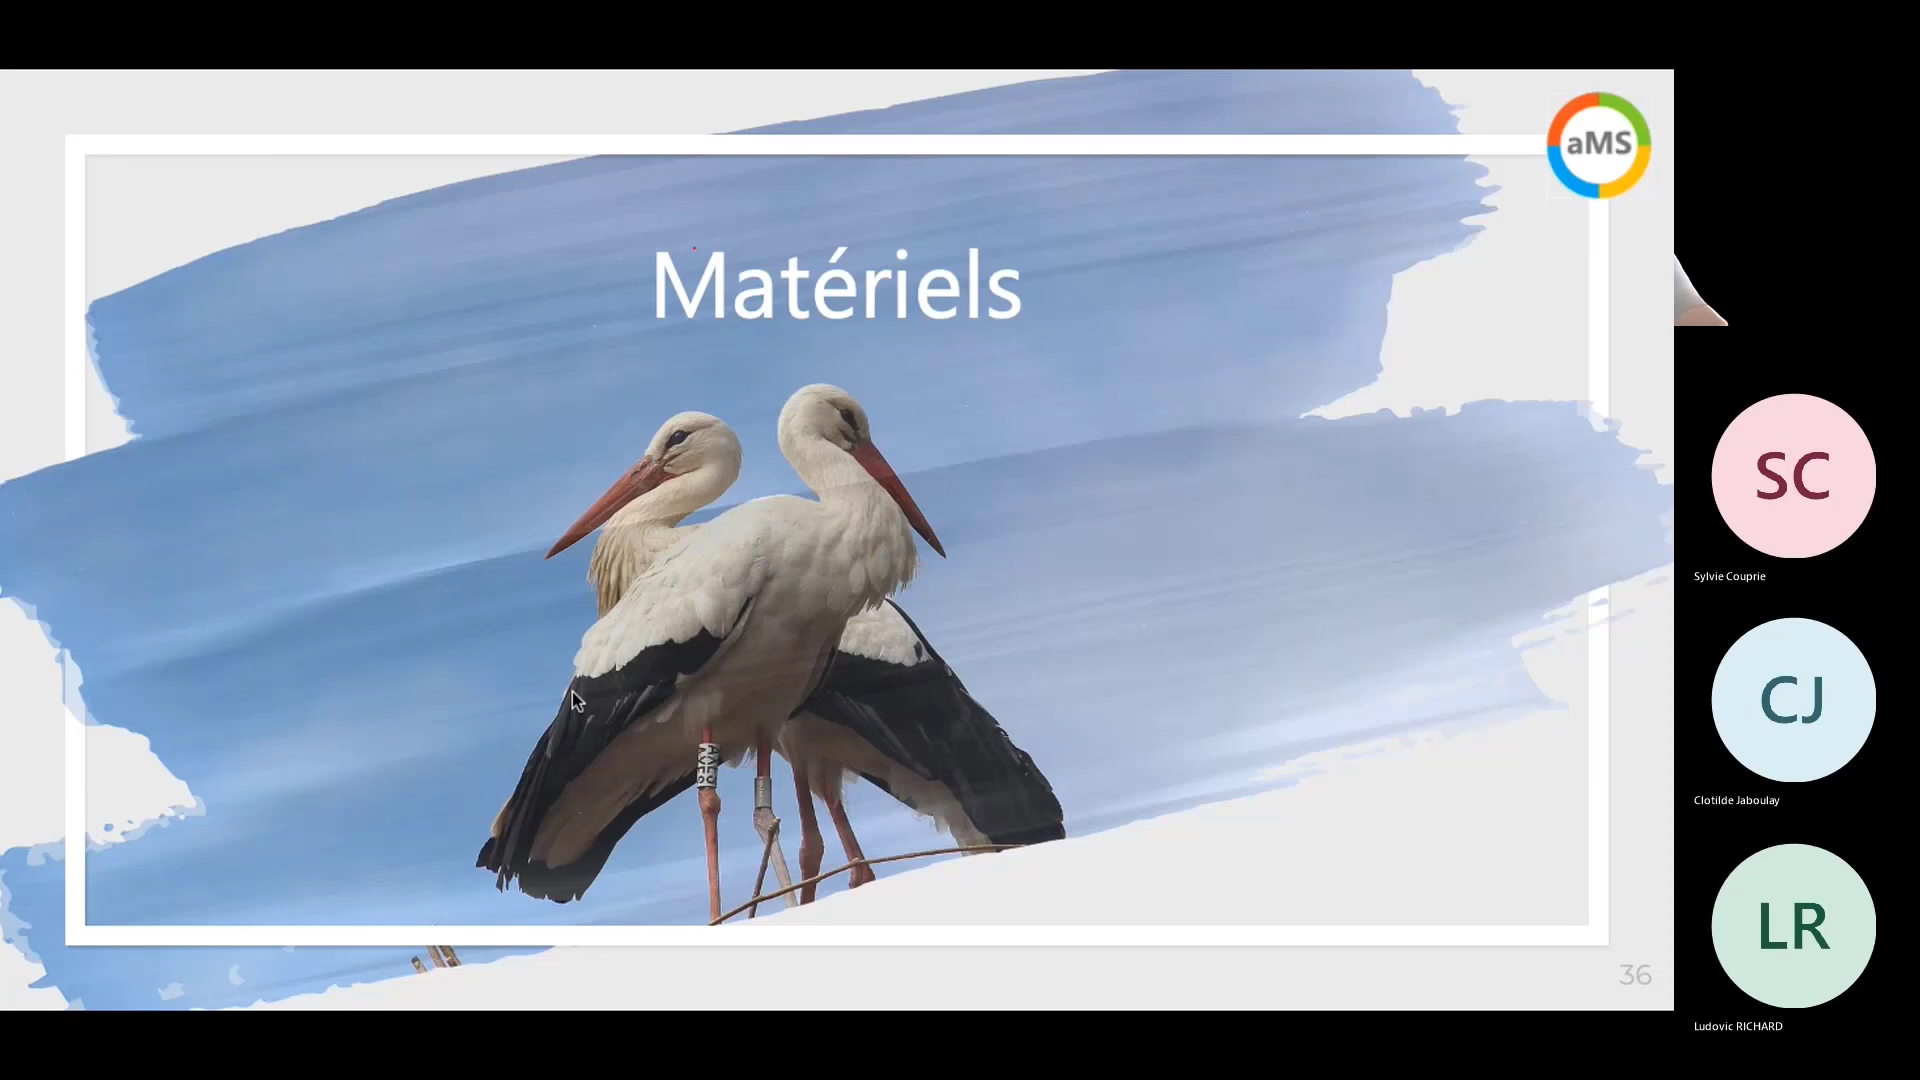 aMS
Matériels
36
SC
Sylvie Couprie
CJ
Clotilde Jaboulay
LR
Ludovic RICHARD